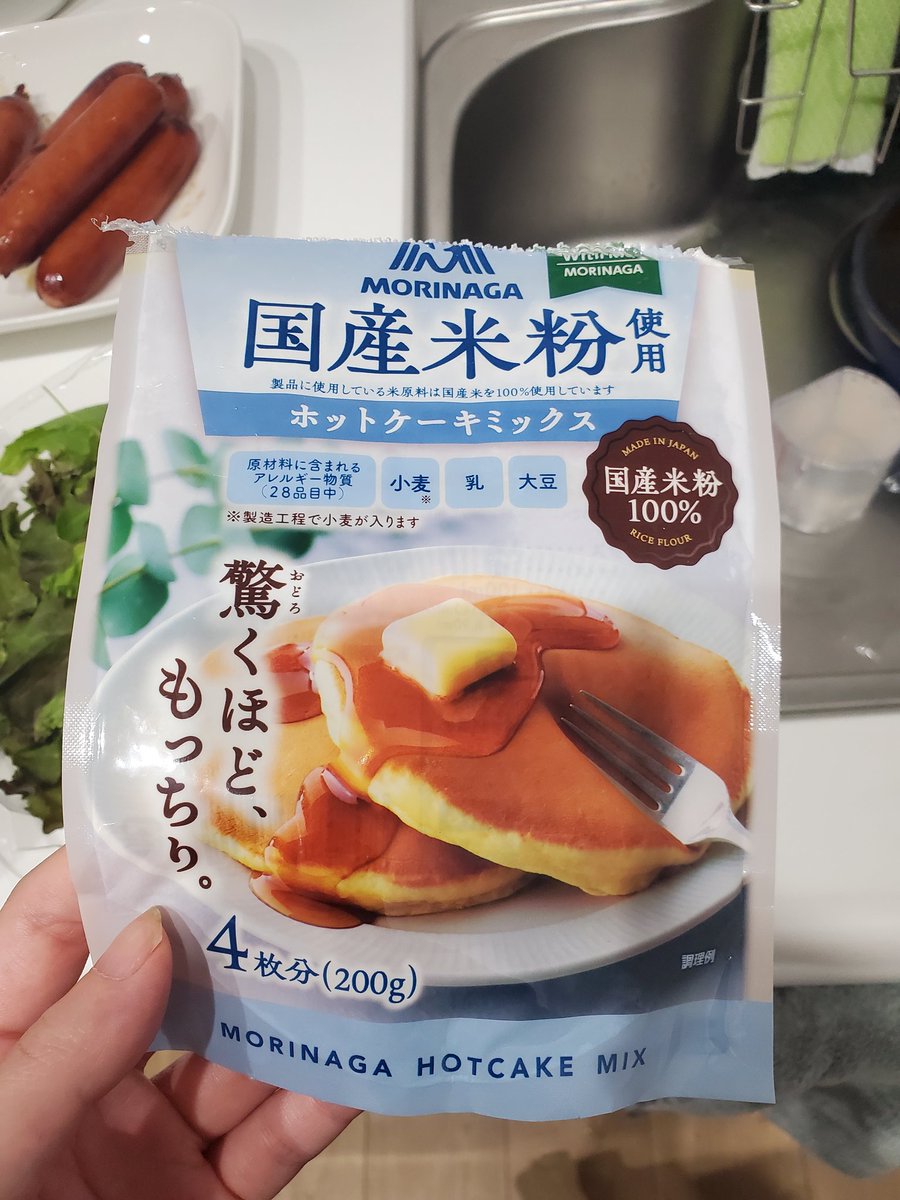 MORINAGA
MORINAGA
国産米粉使用
製品に使用している米原料は国産米を100%使用しています
ホットケーキミックス
原材料に含まれる
アレルギー物質
(28品目中)
小麦
※
乳
大豆
※製造工程で小麦が入ります
MADE IN JAPAN
国産米粉
100%
RICE FLOUR
おどろ
驚くほど、
もっちり。
4枚分(200g)
調理例
MORINAGA HOTCAKE MIX